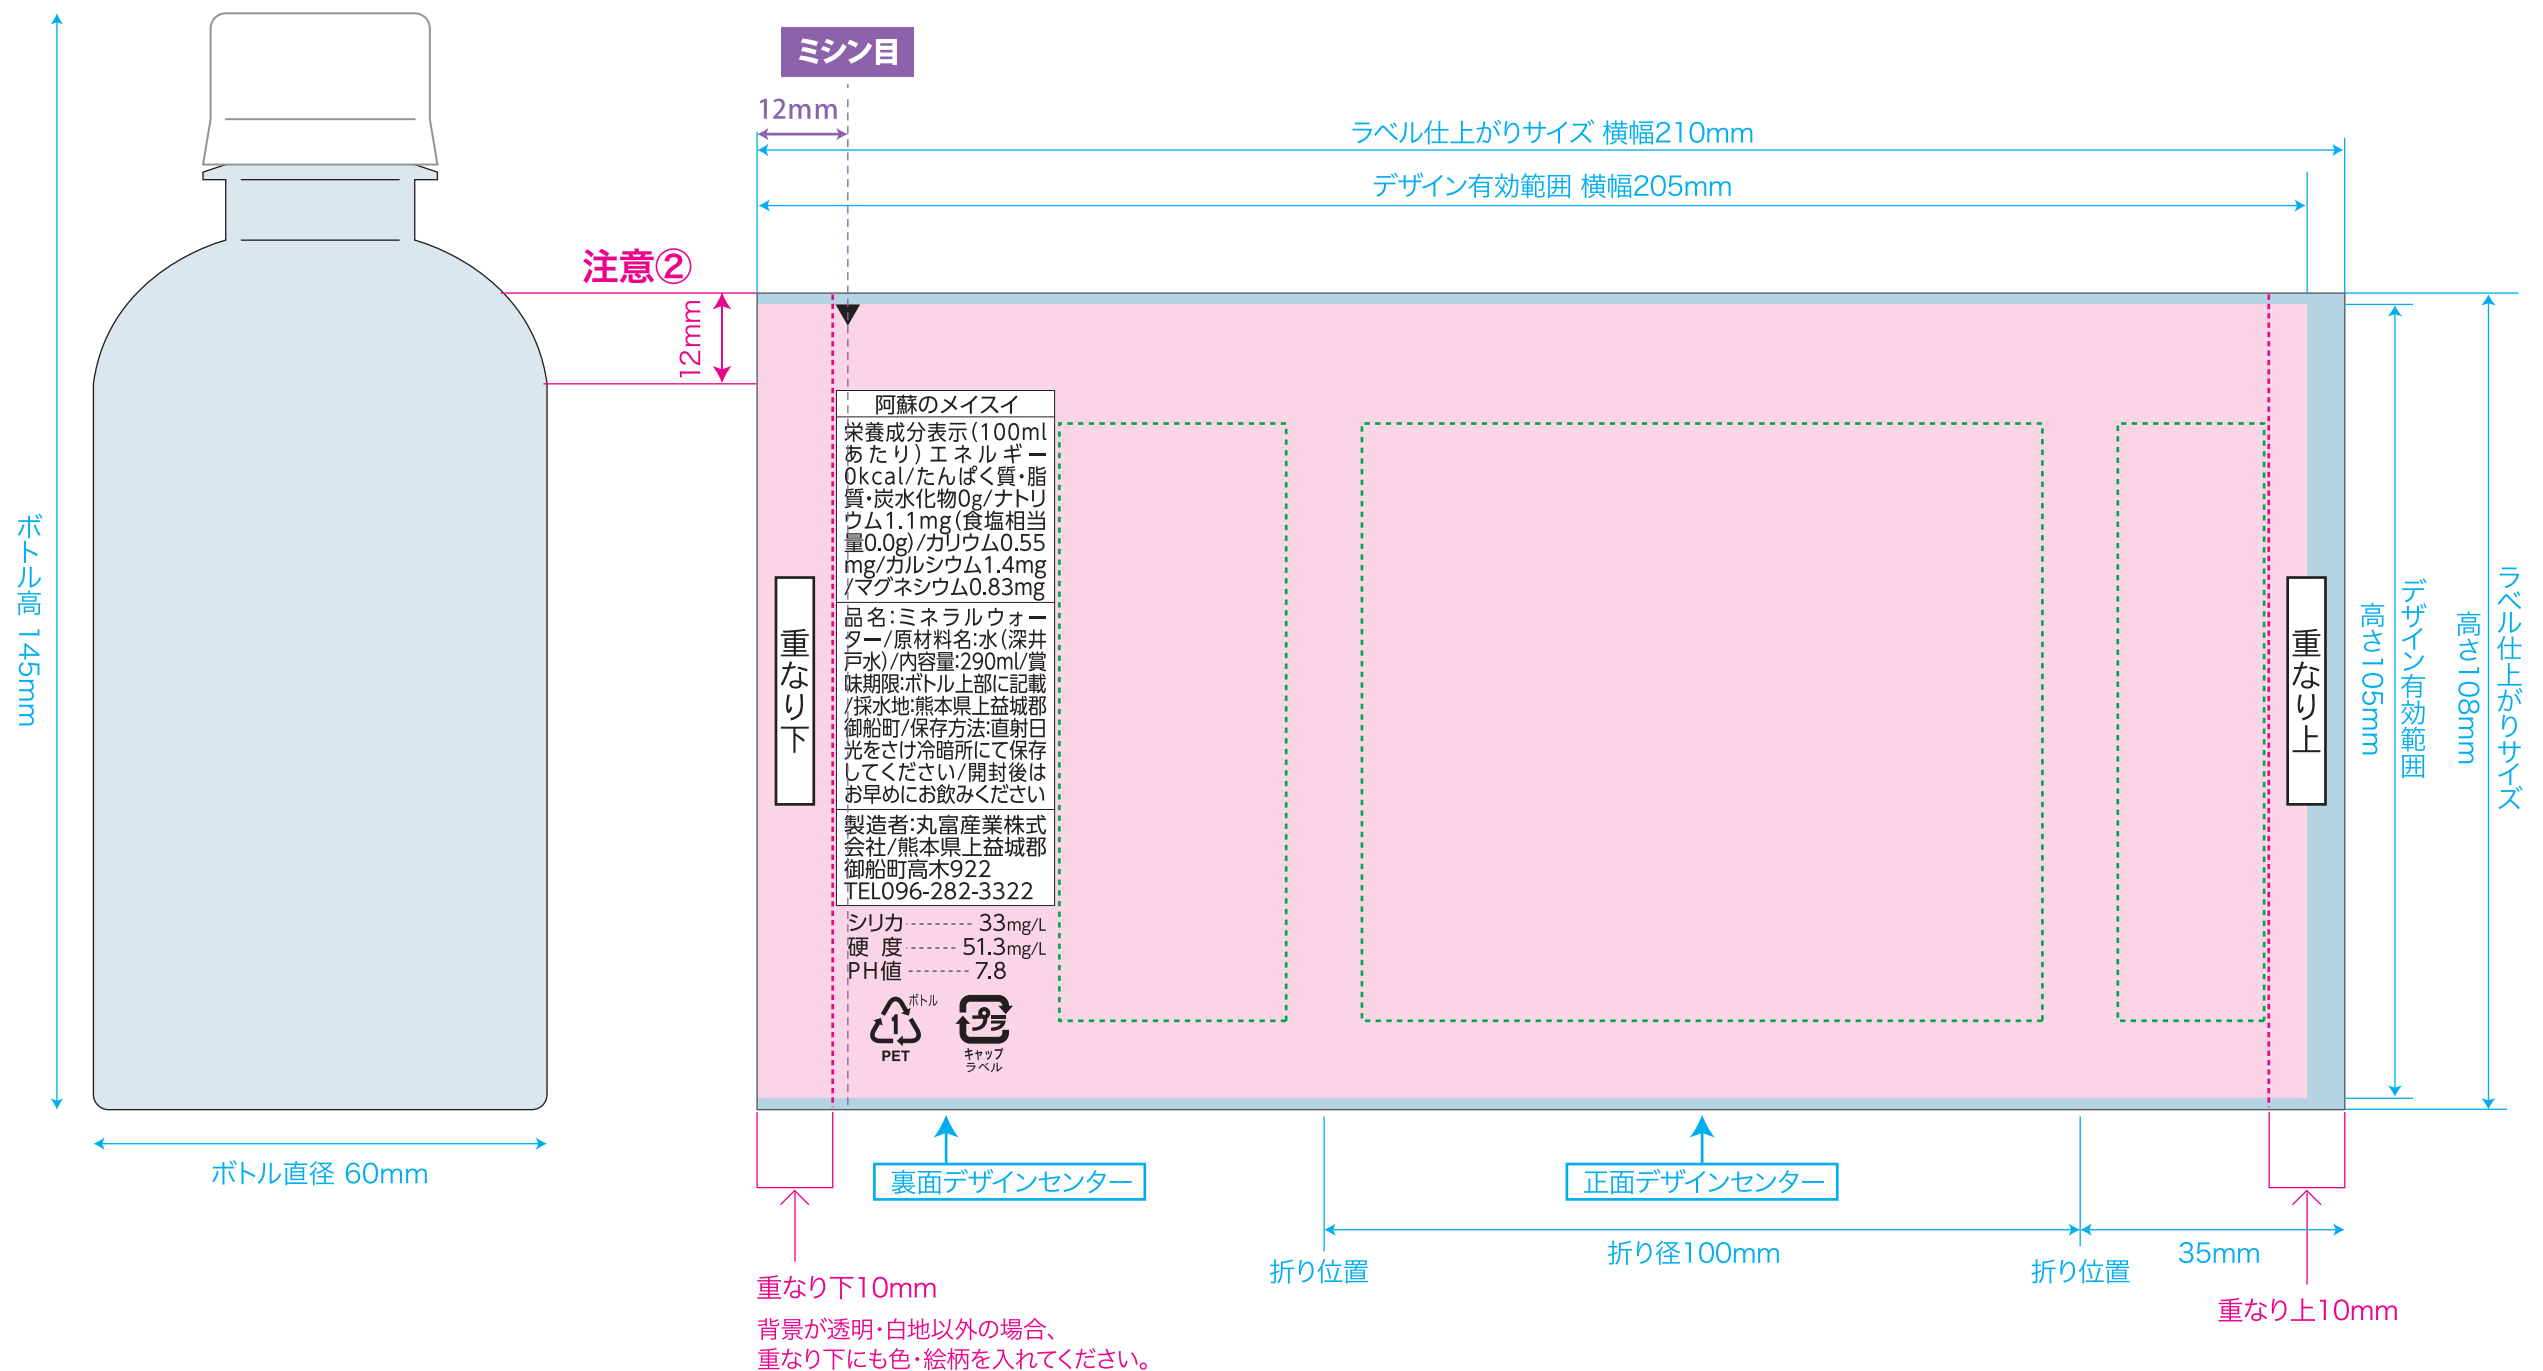 ミシン目
12mm
ラベル仕上がりサイズ 横幅210mm
デザイン有効範囲 横幅205mm
注意②
12mm
ボトル高 145mm
ボトル直径 60mm
重なり下
阿蘇のメイスイ
栄養成分表示(100ml
あたり)エネルギー
0kcal/たんぱく質・脂
質・炭水化物0g/ナトリ
ウム1.1mg(食塩相当
量0.0g)/カリウム0.55
mg/カルシウム1.4mg
/マグネシウム0.83mg
品名:ミネラルウォー
ター/原材料名:水(深井
戸水)/内容量:290ml/賞
味期限:ボトル上部に記載
/採水地:熊本県上益城郡
御船町/保存方法:直射日
光をさけ冷暗所にて保存
してください/開封後は
お早めにお飲みください
製造者:丸富産業株式
会社/熊本県上益城郡
御船町高木922
TEL096-282-3322
シリカ 33mg/L
硬 度 51.3mg/L
PH値 7.8
1
ボトル
PET
プラ
キャップ
ラベル
重なり上
デザイン有効範囲
高さ105mm
ラベル仕上がりサイズ
高さ108mm
裏面デザインセンター
正面デザインセンター
折り位置
折り径100mm
折り位置
35mm
重なり下10mm
背景が透明・白地以外の場合、
重なり下にも色・絵柄を入れてください。
重なり上10mm